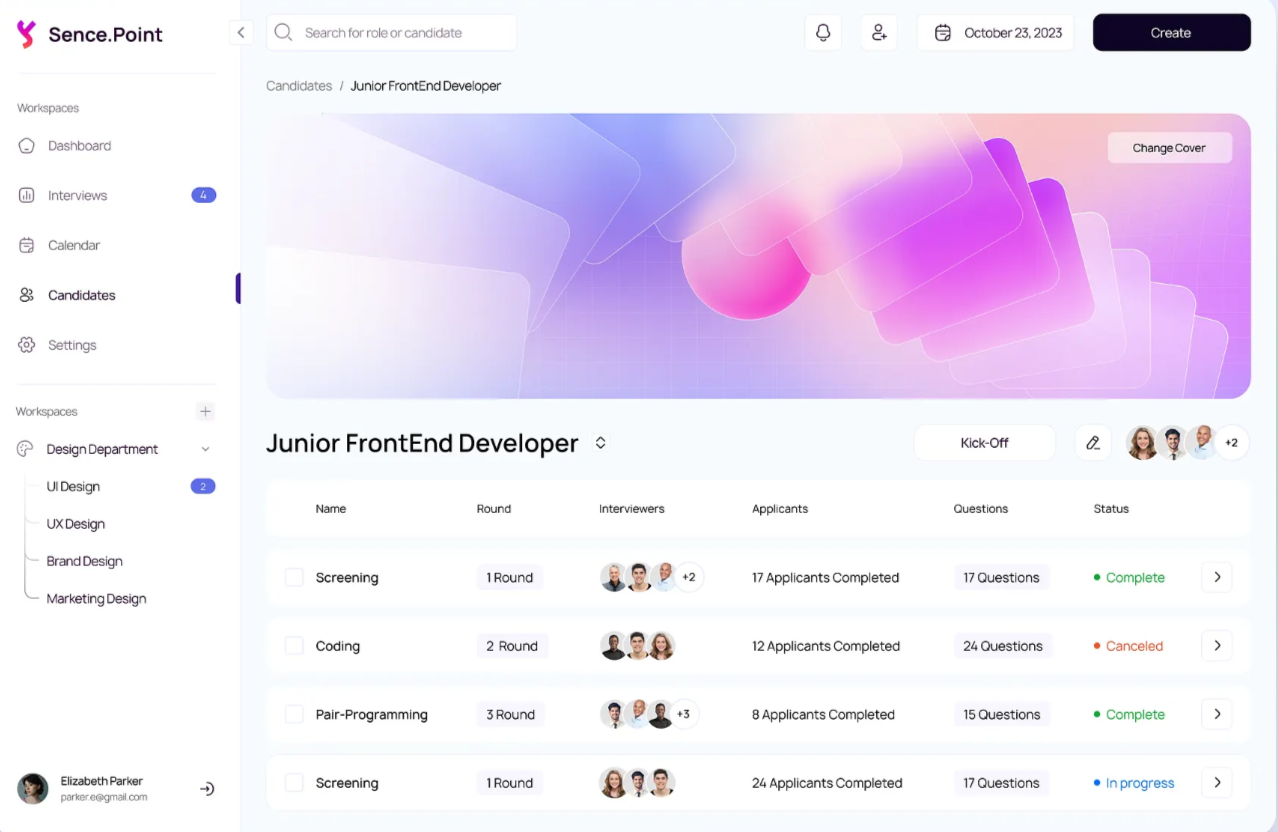 Sence.Point
Search for role or candidate
October 23, 2023
Create
Workspaces
Dashboard
Interviews 4
Calendar
Candidates
Settings
Workspaces
Design Department
UI Design 2
UX Design
Brand Design
Marketing Design
Elizabeth Parker
parker.e@gmail.com
Candidates / Junior FrontEnd Developer
Change Cover
Junior FrontEnd Developer
Kick-Off
+2
Name Round Interviewers Applicants Questions Status
Screening 1 Round +2 17 Applicants Completed 17 Questions Complete
Coding 2 Round 12 Applicants Completed 24 Questions Canceled
Pair-Programming 3 Round +3 8 Applicants Completed 15 Questions Complete
Screening 1 Round 24 Applicants Completed 17 Questions In progress